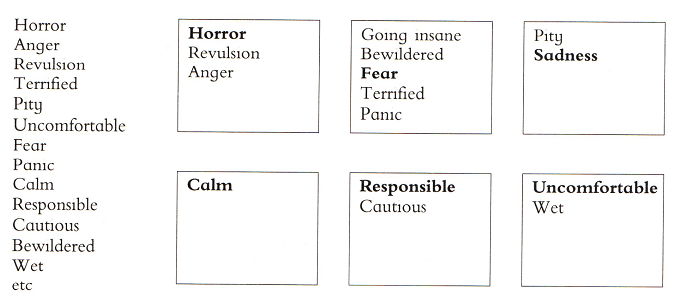 Horror
Anger
Revulsion
Terrified
Pity
Uncomfortable
Fear
Panic
Calm
Responsible
Cautious
Bewildered
Wet
etc
Horror
Revulsion
Anger
Going insane
Bewildered
Fear
Terrified
Panic
Pity
Sadness
Calm
Responsible
Cautious
Uncomfortable
Wet